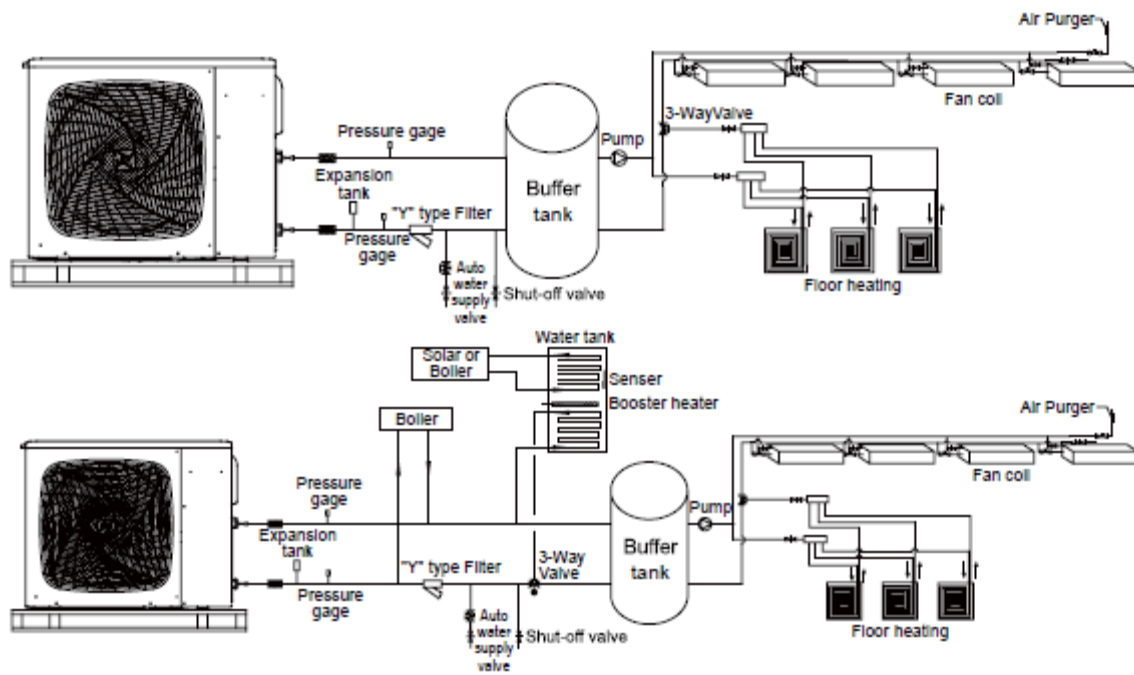 Air Purger
Fan coil
3-WayValve
Pump
Pressure gage
Expansion
tank
"Y" type Filter
Pressure
gage
Buffer
tank
Auto
water
supply
valve
Shut-off valve
Floor heating
Water tank
Solar or
Boiler
Senser
Booster heater
Boiler
Air Purger
Fan coil
Pressure
gage
Expansion
tank
Pump
Buffer
tank
3-Way
Valve
"Y" type Filter
Pressure
gage
Auto
water
supply
valve
Shut-off valve
Floor heating